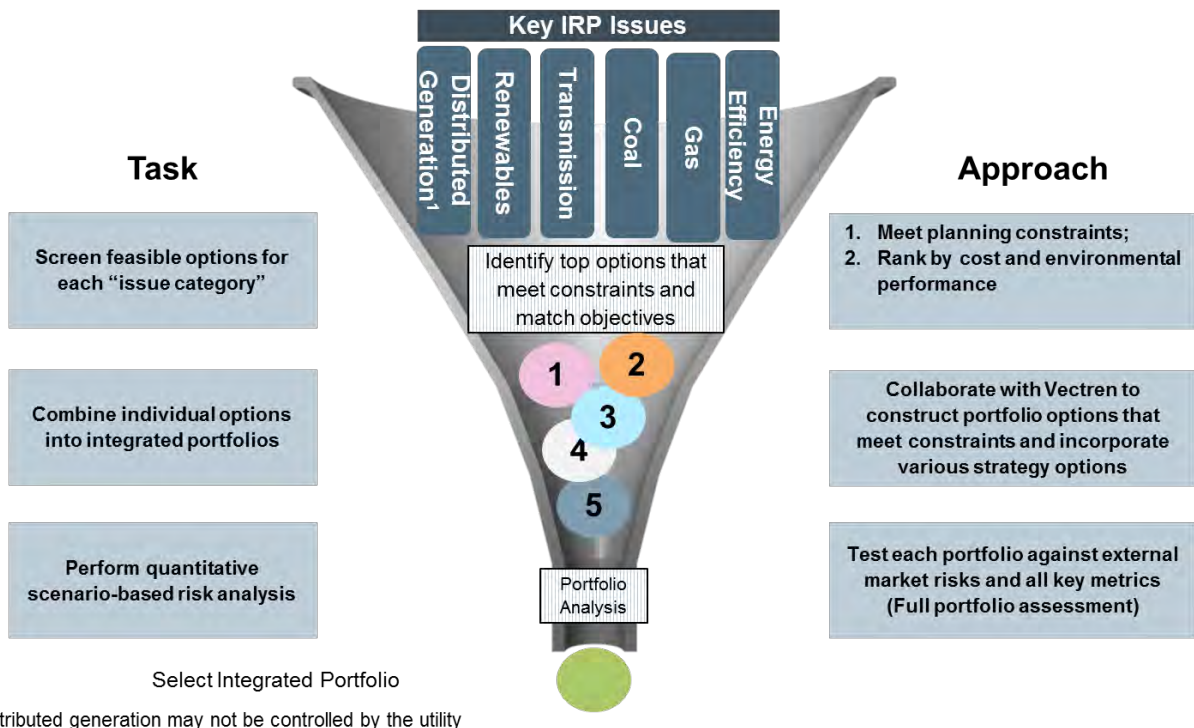 Key IRP Issues
Distributed
Generation¹
Renewables
Transmission
Coal
Gas
Energy
Efficiency
Task
Approach
Screen feasible options for
each “issue category”
Identify top options that
meet constraints and
match objectives
1. Meet planning constraints;
2. Rank by cost and environmental
performance
1
2
3
4
5
Combine individual options
into integrated portfolios
Collaborate with Vectren to
construct portfolio options that
meet constraints and incorporate
various strategy options
Perform quantitative
scenario-based risk analysis
Portfolio
Analysis
Test each portfolio against external
market risks and all key metrics
(Full portfolio assessment)
Select Integrated Portfolio
generation may not be controlled by the utility